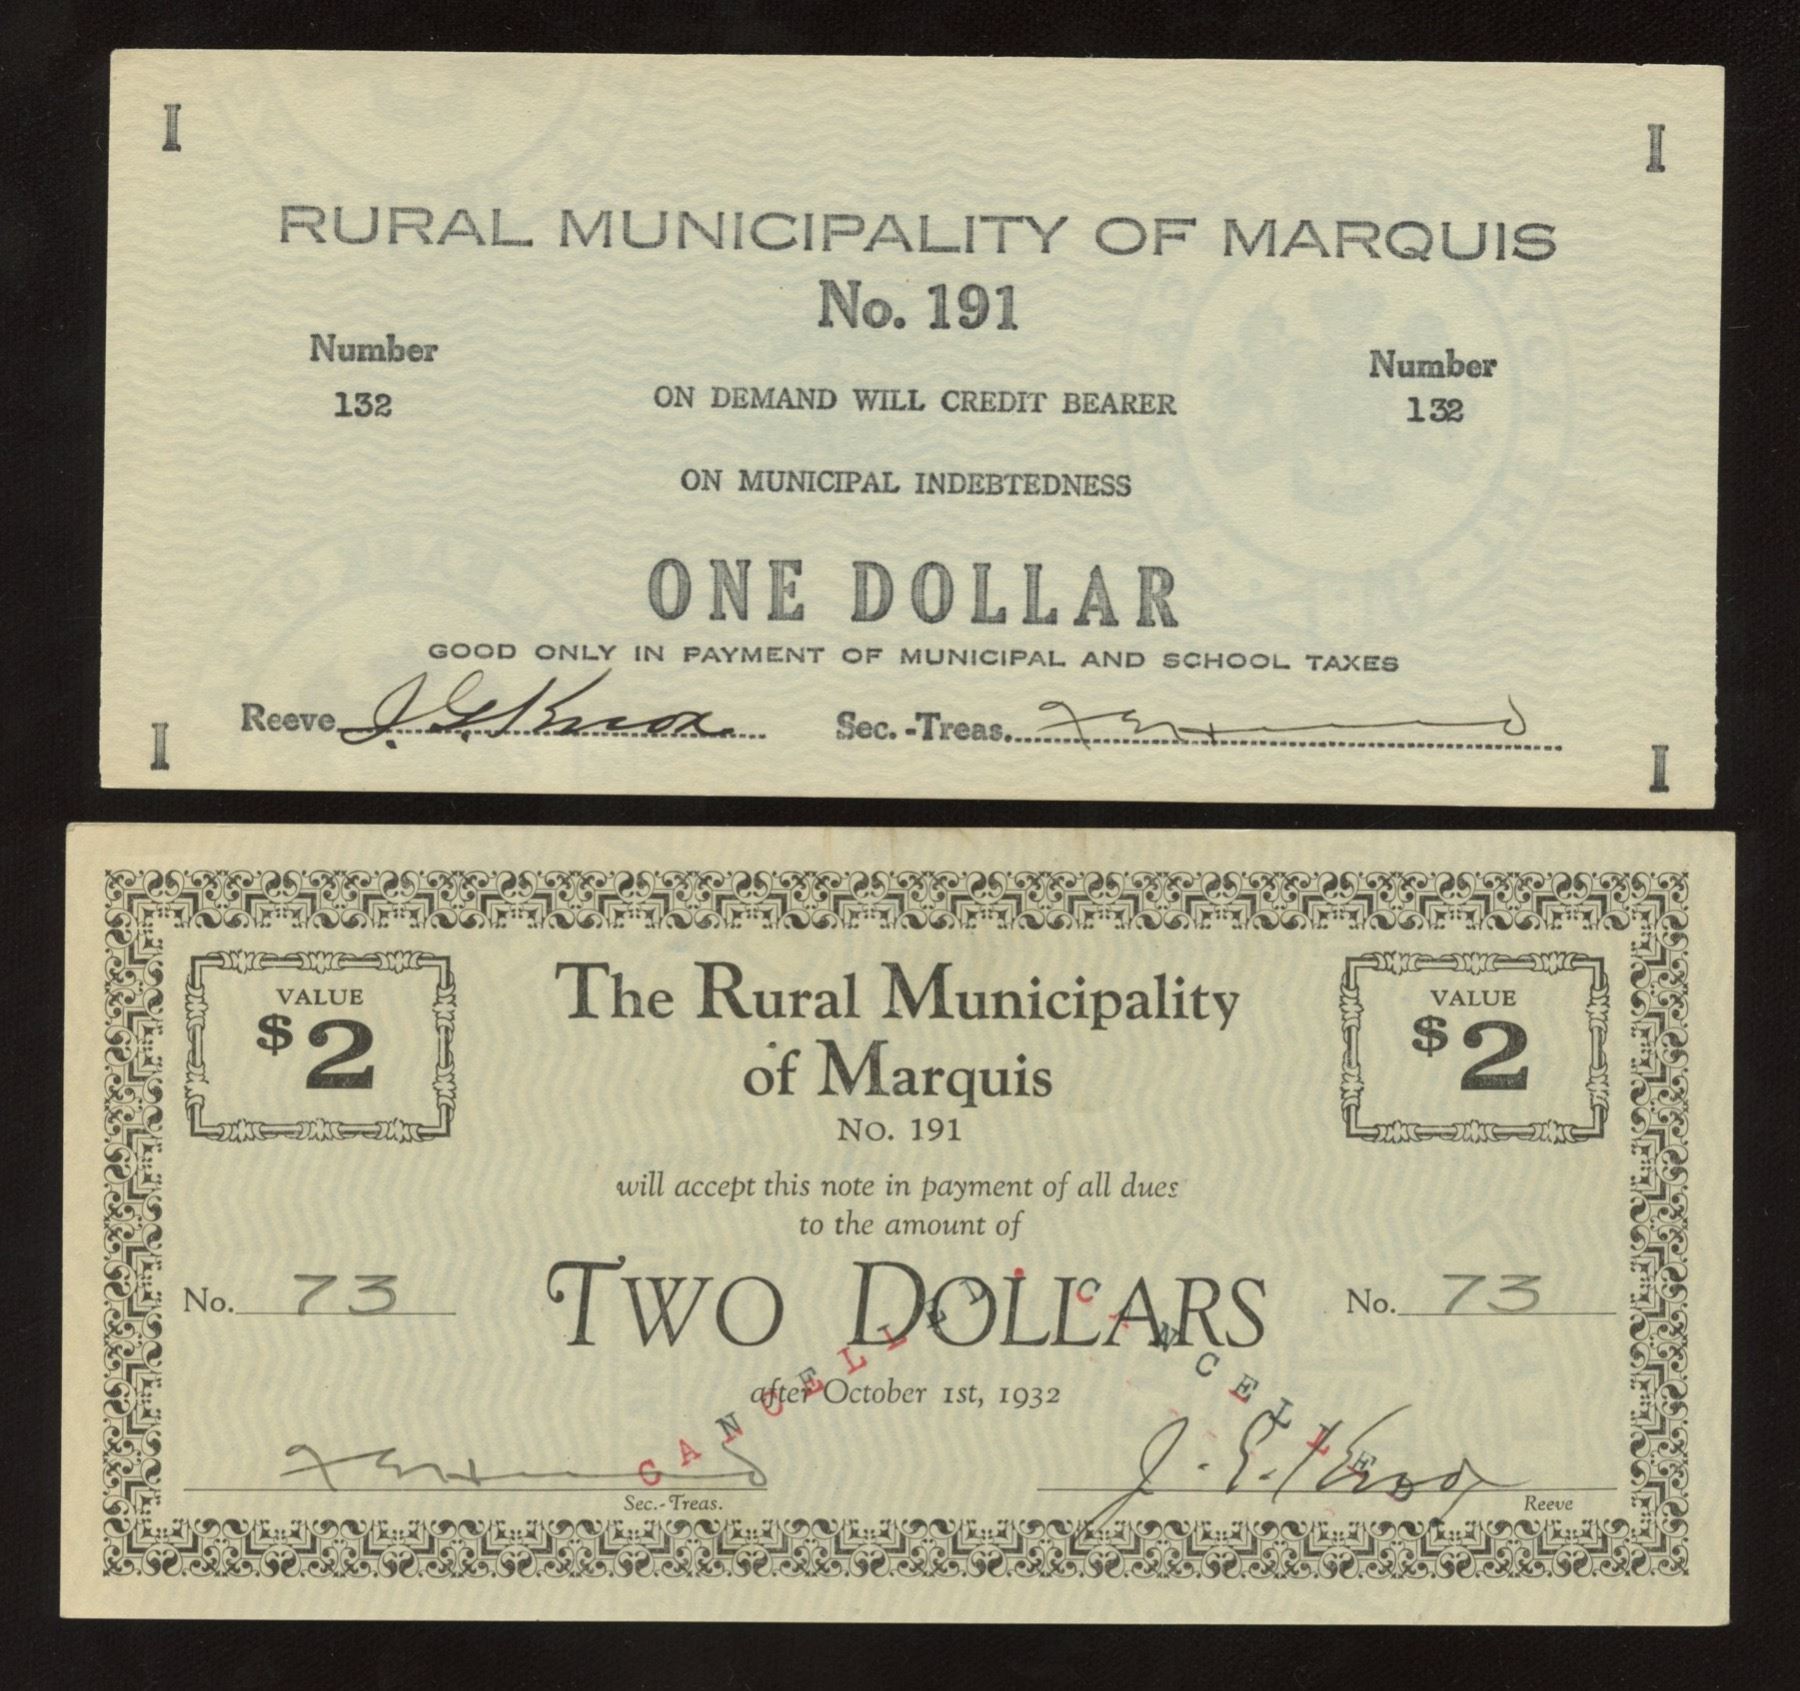 I I
RURAL MUNICIPALITY OF MARQUIS
No. 191
Number Number
132 ON DEMAND WILL CREDIT BEARER 132
ON MUNICIPAL INDEBTEDNESS
ONE DOLLAR
GOOD ONLY IN PAYMENT OF MUNICIPAL AND SCHOOL TAXES
Reeve J. G. Knox Sec.-Treas.
I I
VALUE The Rural Municipality VALUE
$2 of Marquis $2
NO. 191
will accept this note in payment of all dues
to the amount of
No. 73 TWO DOLLARS No. 73
CANCELLED CANCELLED
after October 1st, 1932
J. E. Knox
Sec.-Treas. Reeve